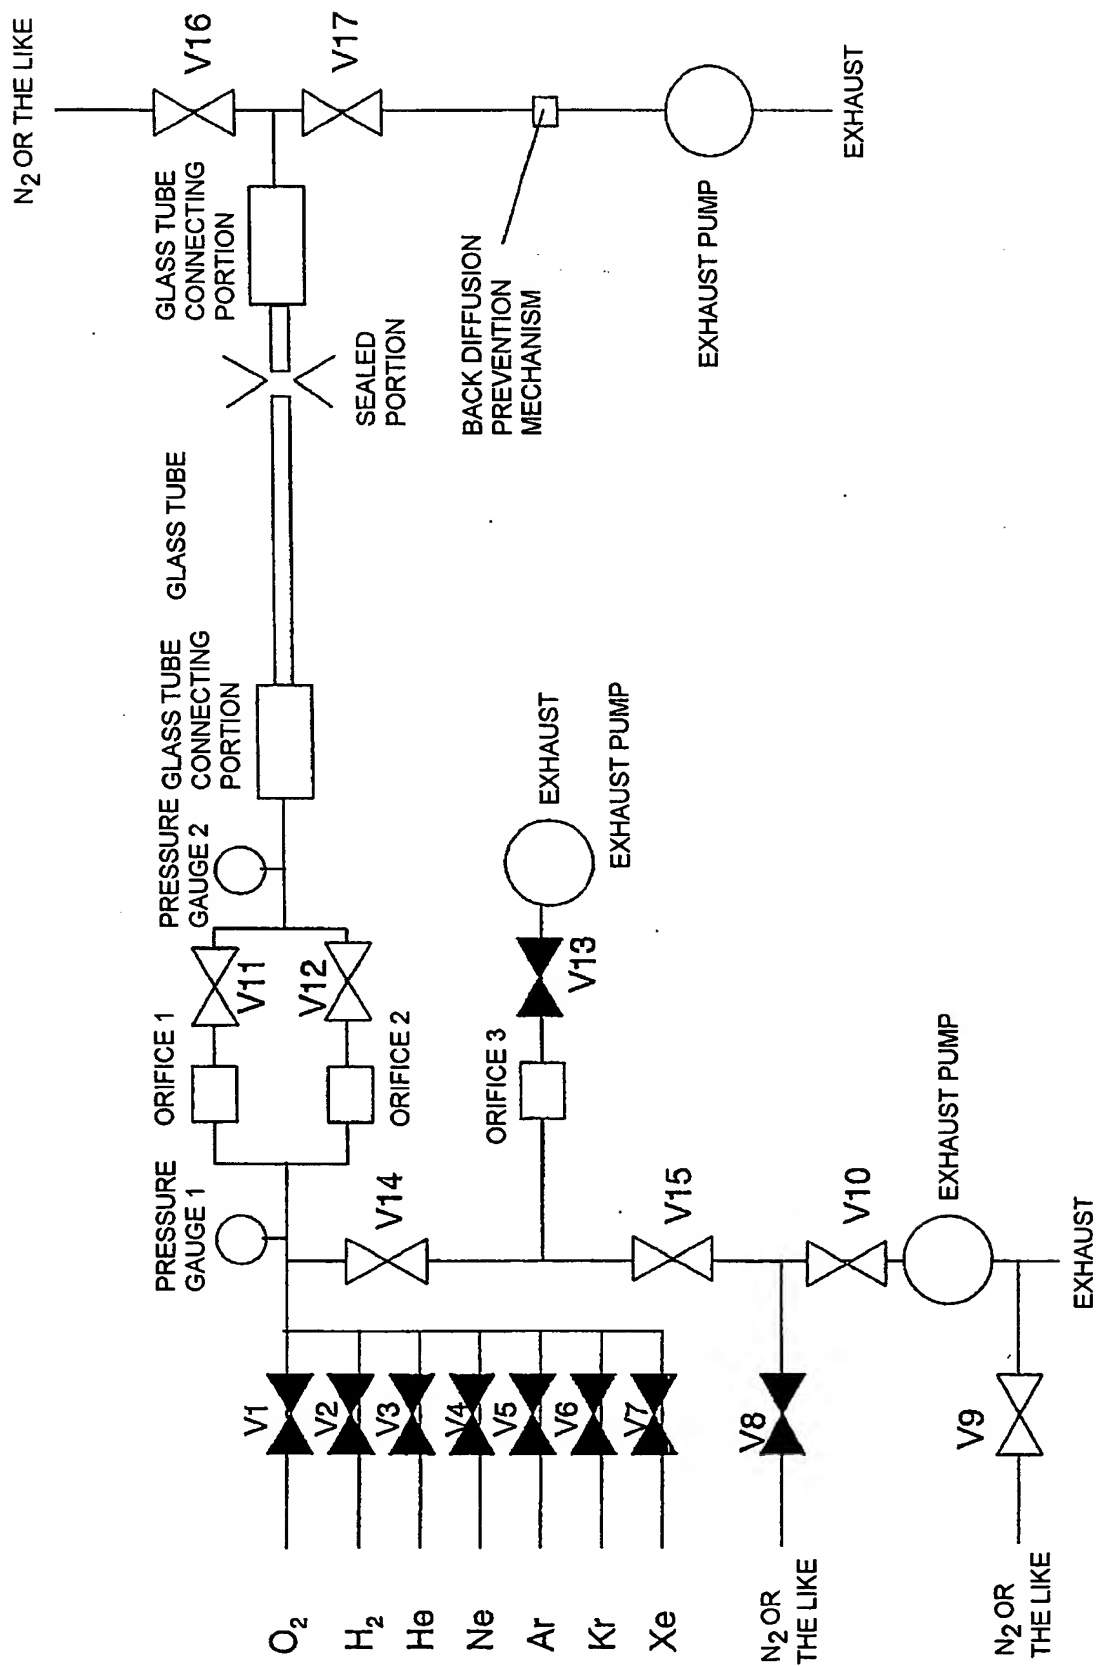 O2
H2
He
Ne
Ar
Kr
Xe
N2 OR
THE LIKE
N2 OR
THE LIKE
V1
V2
V3
V4
V5
V6
V7
V8
V9
PRESSURE
GAUGE 1
V14
V15
V10
EXHAUST PUMP
EXHAUST
ORIFICE 1
ORIFICE 2
ORIFICE 3
V11
V12
V13
EXHAUST
EXHAUST PUMP
PRESSURE
GAUGE 2
GLASS TUBE
CONNECTING
PORTION
GLASS TUBE
SEALED
PORTION
GLASS TUBE
CONNECTING
PORTION
BACK DIFFUSION
PREVENTION
MECHANISM
EXHAUST PUMP
N2 OR THE LIKE
V16
V17
EXHAUST